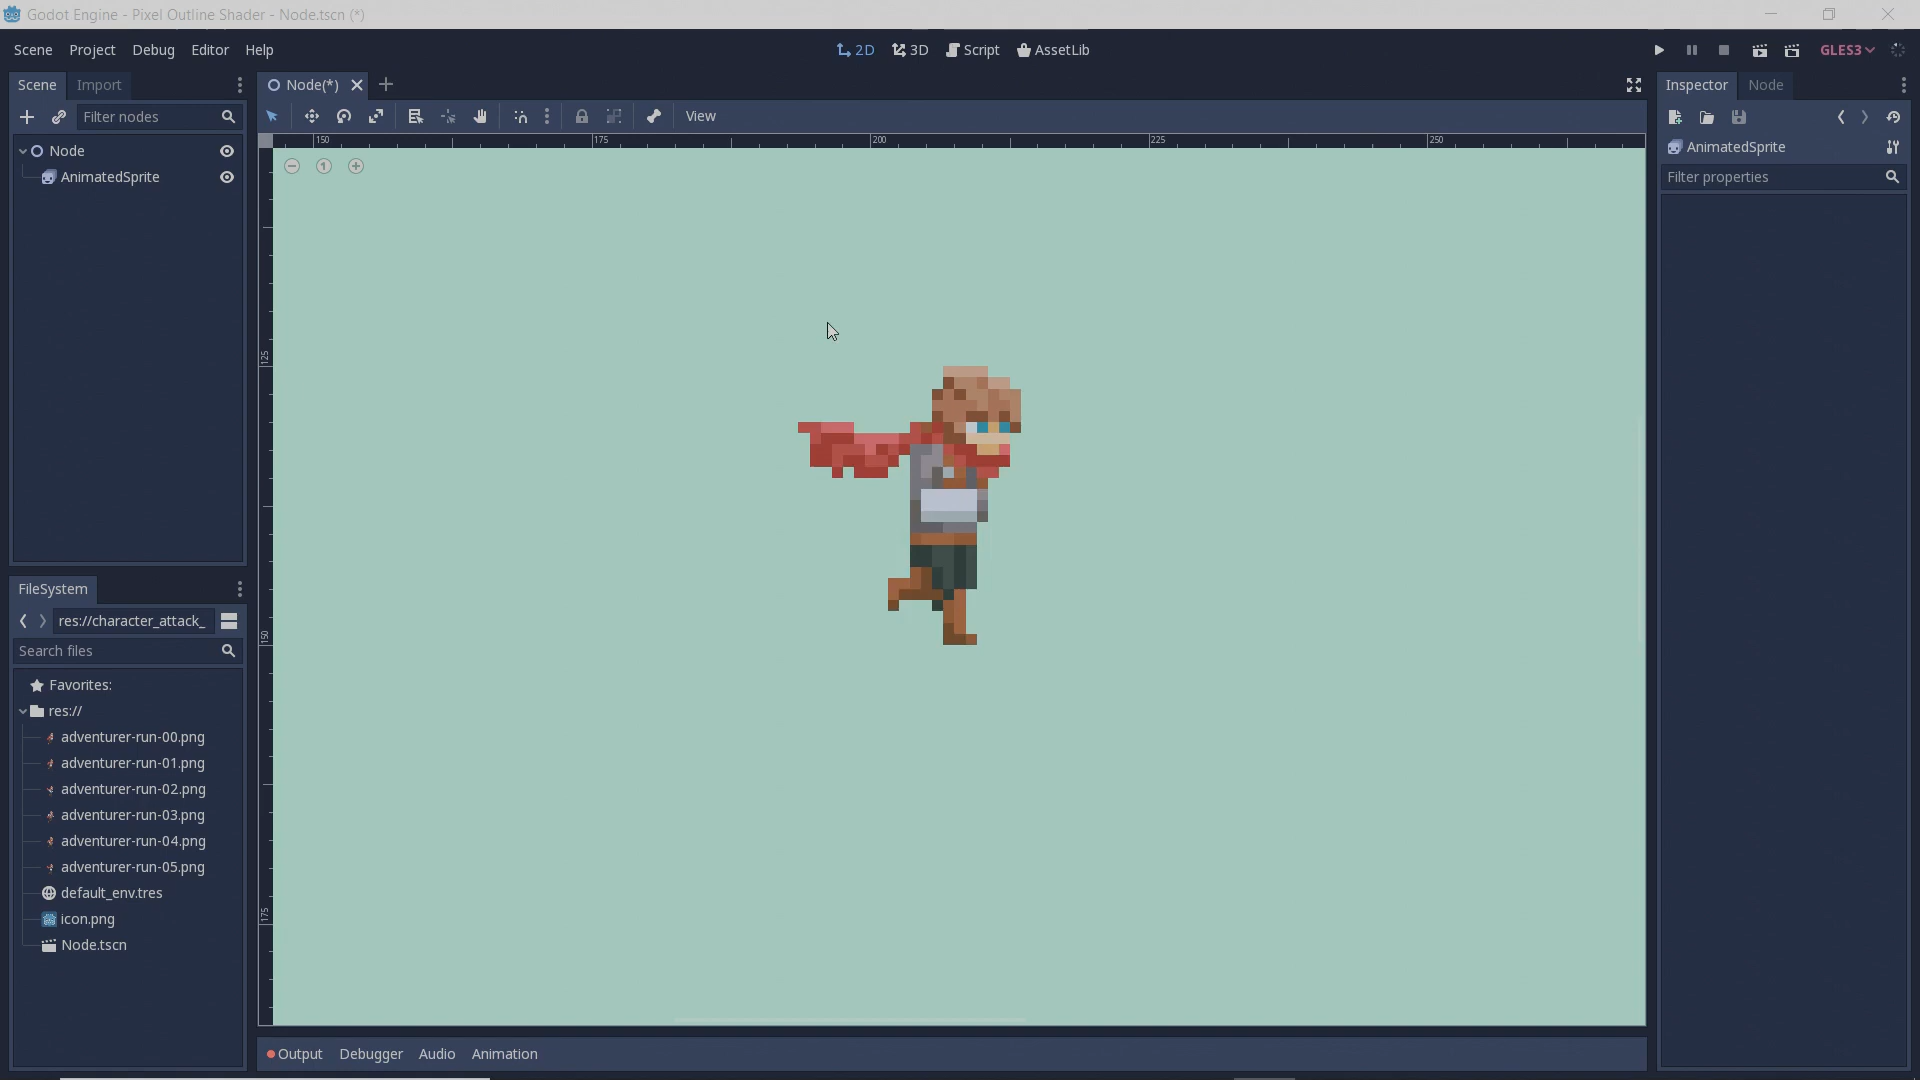 Godot Engine - Pixel Outline Shader - Node.tscn (*)
Scene Project Debug Editor Help
2D 3D Script AssetLib
GLES3
Scene Import
Node(*)
Inspector Node
Filter nodes
View
Node
AnimatedSprite
150 175 200 225 250
1
125
150
175
AnimatedSprite
Filter properties
FileSystem
res://character_attack_
Search files
Favorites:
res://
adventurer-run-00.png
adventurer-run-01.png
adventurer-run-02.png
adventurer-run-03.png
adventurer-run-04.png
adventurer-run-05.png
default_env.tres
icon.png
Node.tscn
Output Debugger Audio Animation